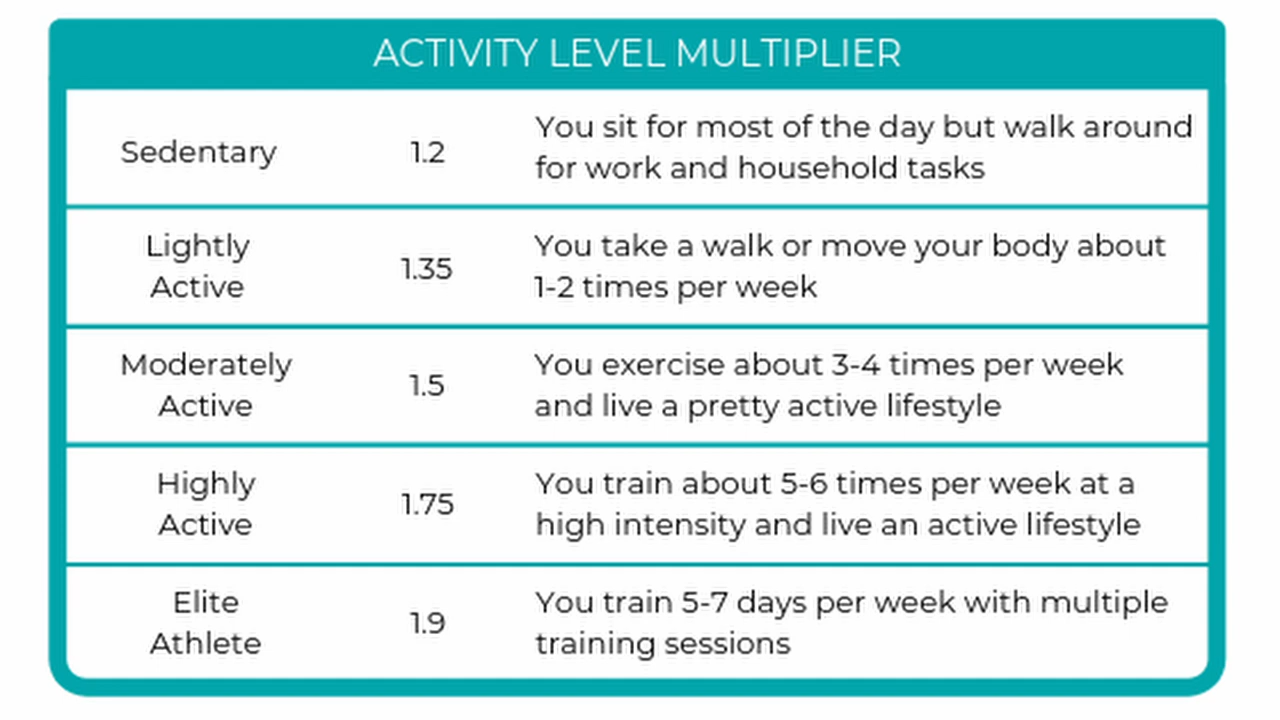 ACTIVITY LEVEL MULTIPLIER
Sedentary
1.2
You sit for most of the day but walk around
for work and household tasks
Lightly
Active
1.35
You take a walk or move your body about
1-2 times per week
Moderately
Active
1.5
You exercise about 3-4 times per week
and live a pretty active lifestyle
Highly
Active
1.75
You train about 5-6 times per week at a
high intensity and live an active lifestyle
Elite
Athlete
1.9
You train 5-7 days per week with multiple
training sessions